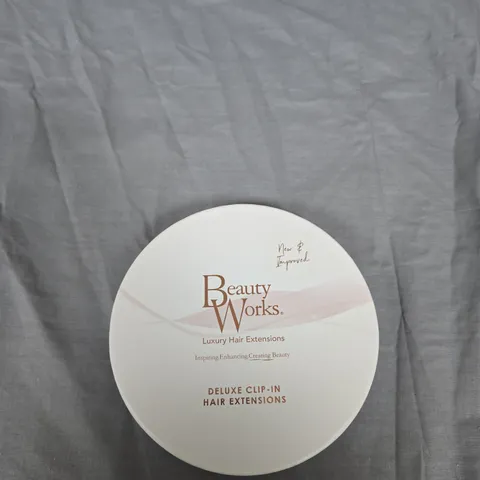 New &
Improved
Beauty
Works®
Luxury Hair Extensions
Inspiring Enhancing Creating Beauty
DELUXE CLIP-IN
HAIR EXTENSIONS